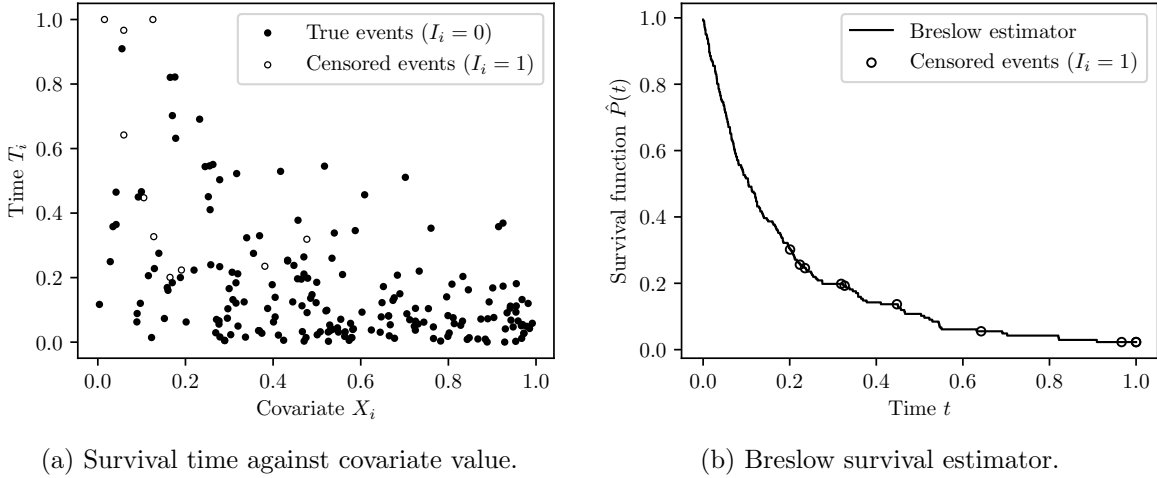 1.0
0.8
0.6
0.4
0.2
0.0
Time T_i
0.0 0.2 0.4 0.6 0.8 1.0
Covariate X_i
True events (I_i = 0)
Censored events (I_i = 1)
(a) Survival time against covariate value.
1.0
0.8
0.6
0.4
0.2
0.0
Survival function P̂(t)
0.0 0.2 0.4 0.6 0.8 1.0
Time t
Breslow estimator
Censored events (I_i = 1)
(b) Breslow survival estimator.